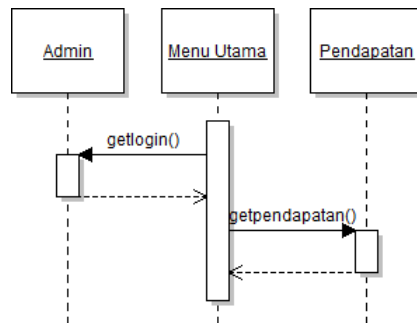 Admin
Menu Utama
Pendapatan
getlogin()
getpendapatan()